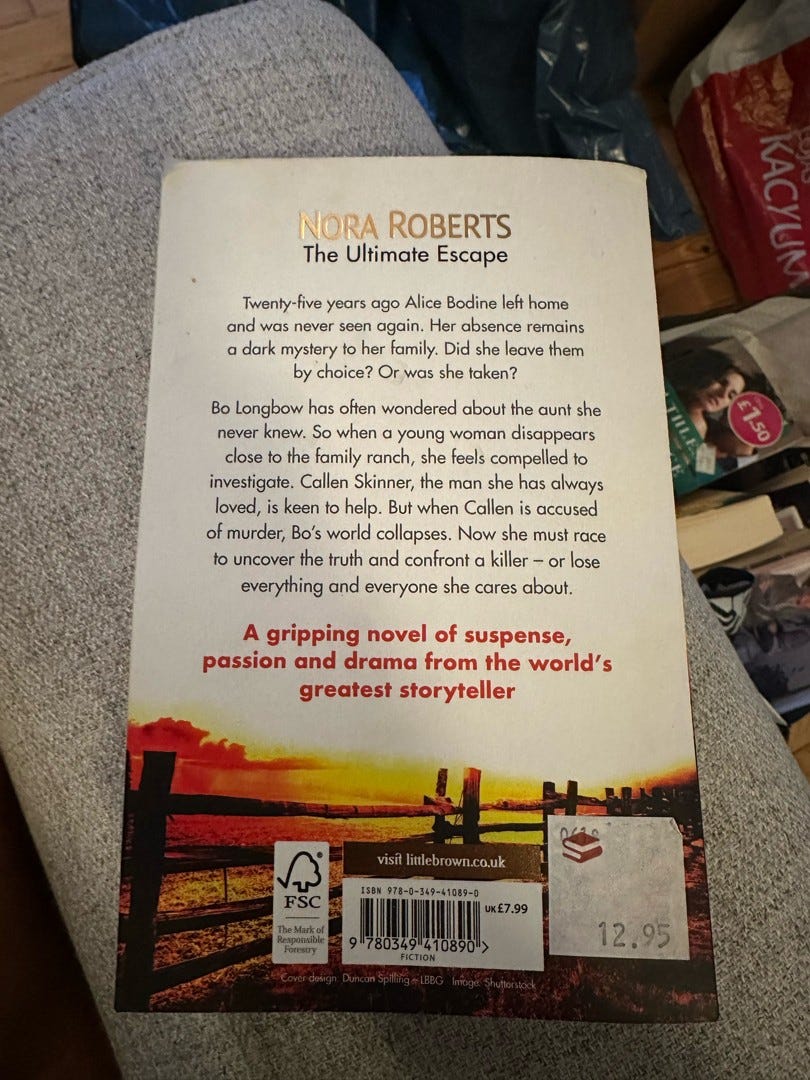 NORA ROBERTS
The Ultimate Escape
Twenty-five years ago Alice Bodine left home
and was never seen again. Her absence remains
a dark mystery to her family. Did she leave them
by choice? Or was she taken?
Bo Longbow has often wondered about the aunt she
never knew. So when a young woman disappears
close to the family ranch, she feels compelled to
investigate. Callen Skinner, the man she has always
loved, is keen to help. But when Callen is accused
of murder, Bo's world collapses. Now she must race
to uncover the truth and confront a killer – or lose
everything and everyone she cares about.
A gripping novel of suspense,
passion and drama from the world's
greatest storyteller
visit littlebrown.co.uk
FSC
The Mark of
Responsible
Forestry
ISBN 978-0-349-41089-0
UK£7.99
9 780349 410890
FICTION
12.95
Cover design: Duncan Spilling – LBBG Image: Shutterstock
£1.50